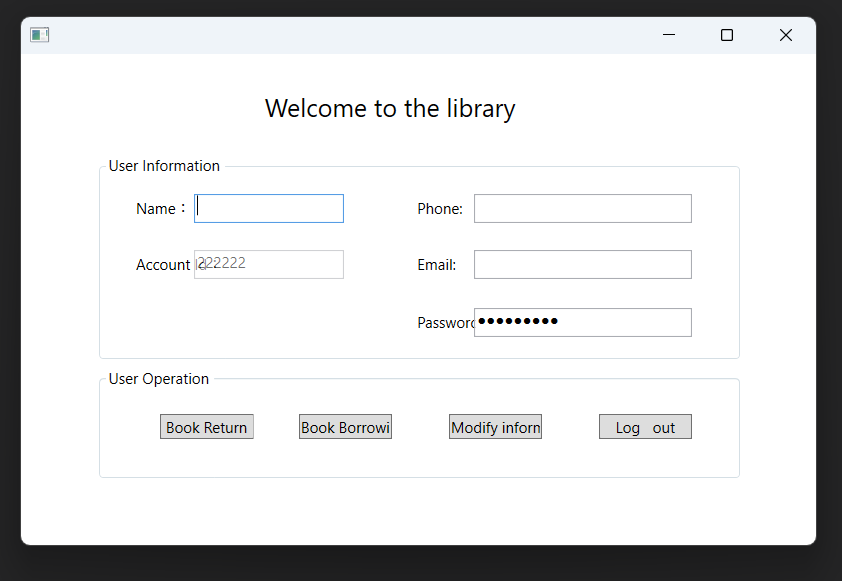 Welcome to the library
User Information
Name：
Phone:
Account
222222
Email:
Password
●●●●●●●●●
User Operation
Book Return
Book Borrowi
Modify inforn
Log out